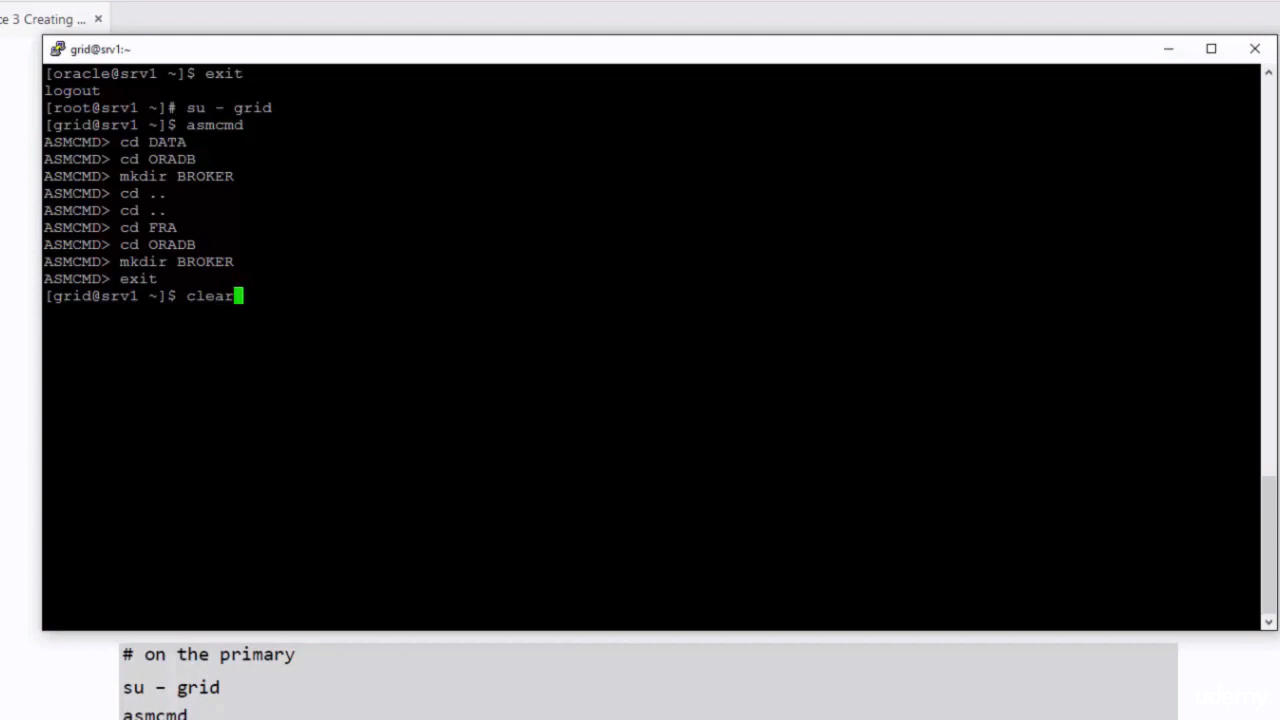 ce 3 Creating ... ×
grid@srv1:~
[oracle@srv1 ~]$ exit
logout
[root@srv1 ~]# su - grid
[grid@srv1 ~]$ asmcmd
ASMCMD> cd DATA
ASMCMD> cd ORADB
ASMCMD> mkdir BROKER
ASMCMD> cd ..
ASMCMD> cd ..
ASMCMD> cd FRA
ASMCMD> cd ORADB
ASMCMD> mkdir BROKER
ASMCMD> exit
[grid@srv1 ~]$ clear
# on the primary
su – grid
asmcmd
udemy